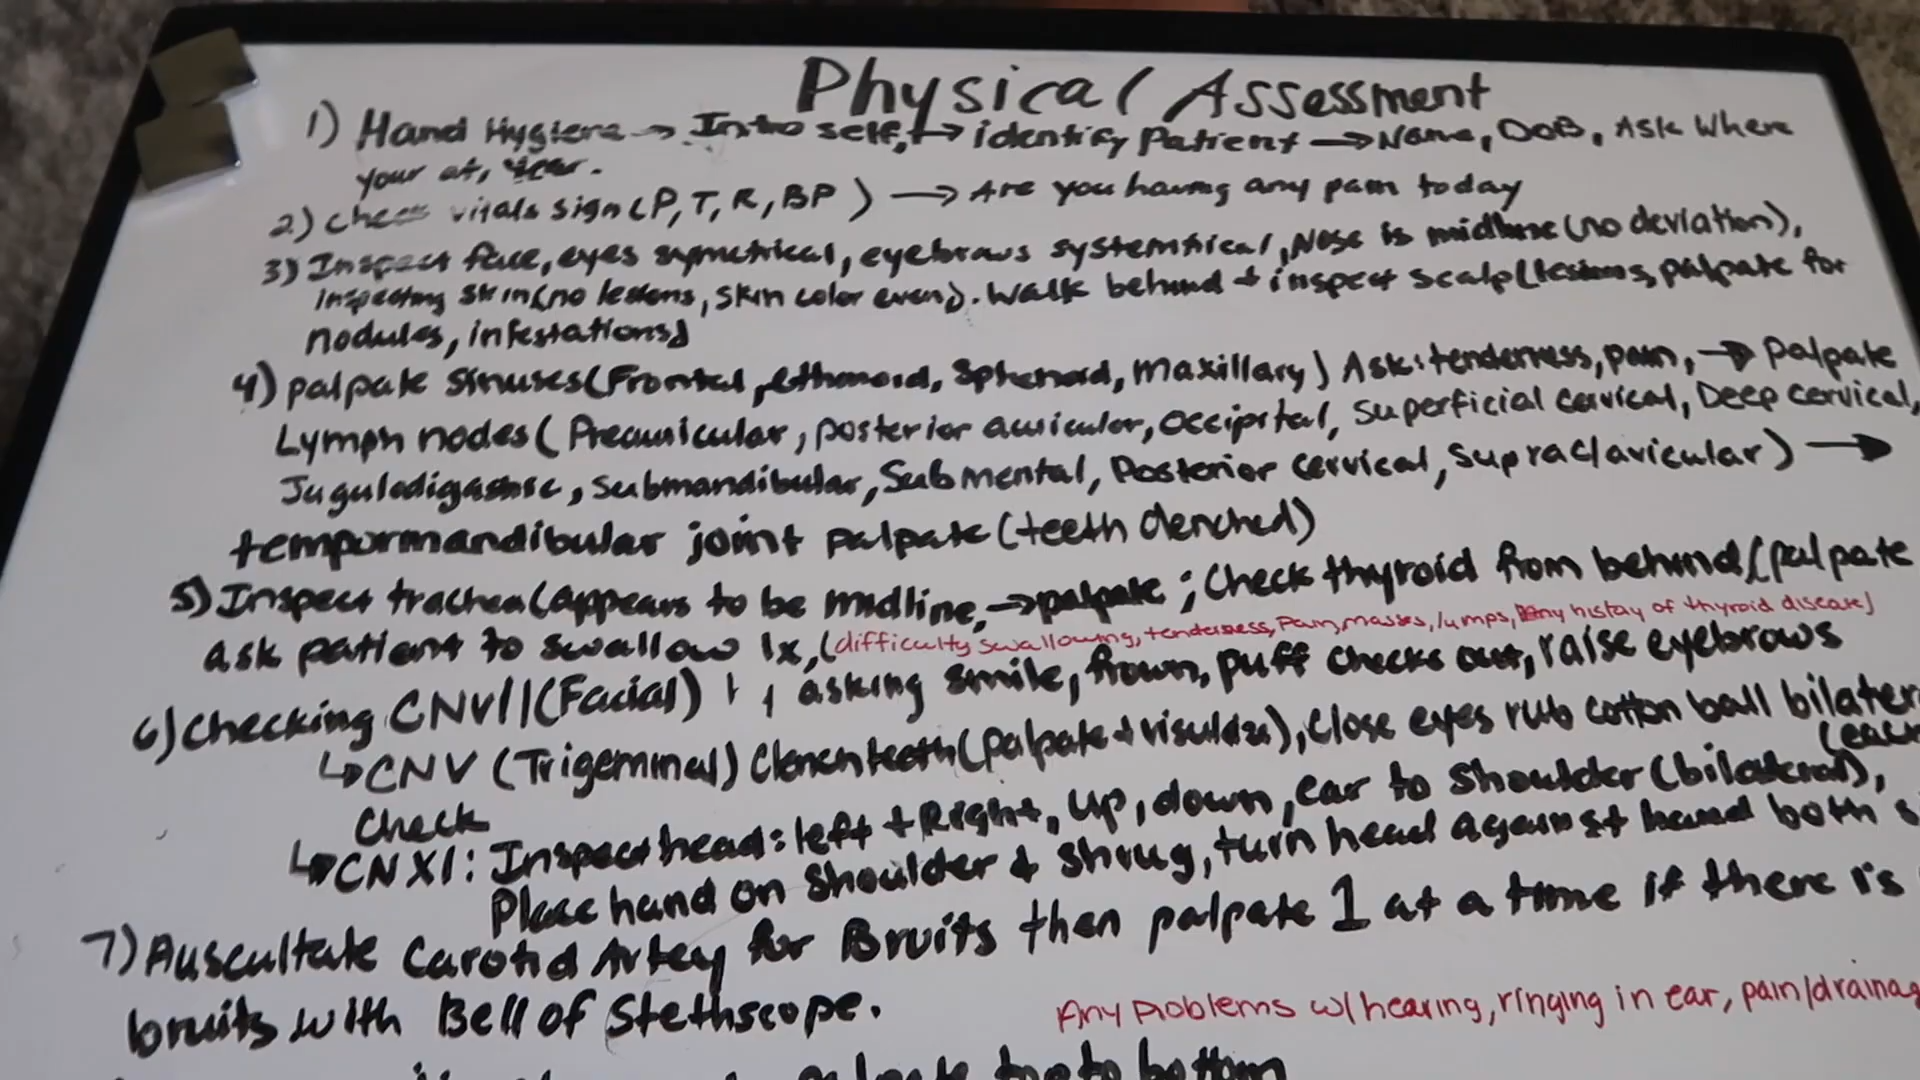 Physical Assessment
1) Hand Hygiene → Intro self, → identify Patient → Name, DOB, Ask Where
your at, year.
2) check vitals sign (P, T, R, BP) → Are you having any pain today
3) Inspect face, eyes symetrical, eyebrows systemtrical, Nose is midline (no deviation),
inspecting skin (no lesions, skin color even). Walk behind + inspect scalp (lesions, palpate for
nodules, infestations)
4) palpate sinuses (Frontal, ethmoid, sphenoid, maxillary) Ask: tenderness, pain, → Palpate
Lymph nodes (Preauricular, posterior auricular, occipital, superficial cervical, Deep cervical,
Jugulodigastric, submandibular, Submental, Posterior cervical, supraclavicular) →
tempormandibular joint palpate (teeth clenched)
5) Inspect trachea (appears to be midline, → palpate ; Check thyroid from behind (palpate
ask patient to swallow 1x, (difficulty swallowing, tenderness, Pain, masses, lumps, Any history of thyroid disease)
6) checking CNVII (Facial) asking smile, frown, puff cheeks out, raise eyebrows
↳ CNV (Trigeminal) Clench teeth (palpate + visulize), Close eyes rub cotton ball bilater
(each
Check
↳ CNXI: Inspect head: left + Right, up, down, ear to shoulder (bilateral),
Place hand on shoulder & shrug, turn head against hand both s
7) Auscultate Carotid Artery for Bruits then palpate 1 at a time if there is
bruits with Bell of Stethscope.
Any problems w/ hearing, ringing in ear, pain/drainag
to bottom